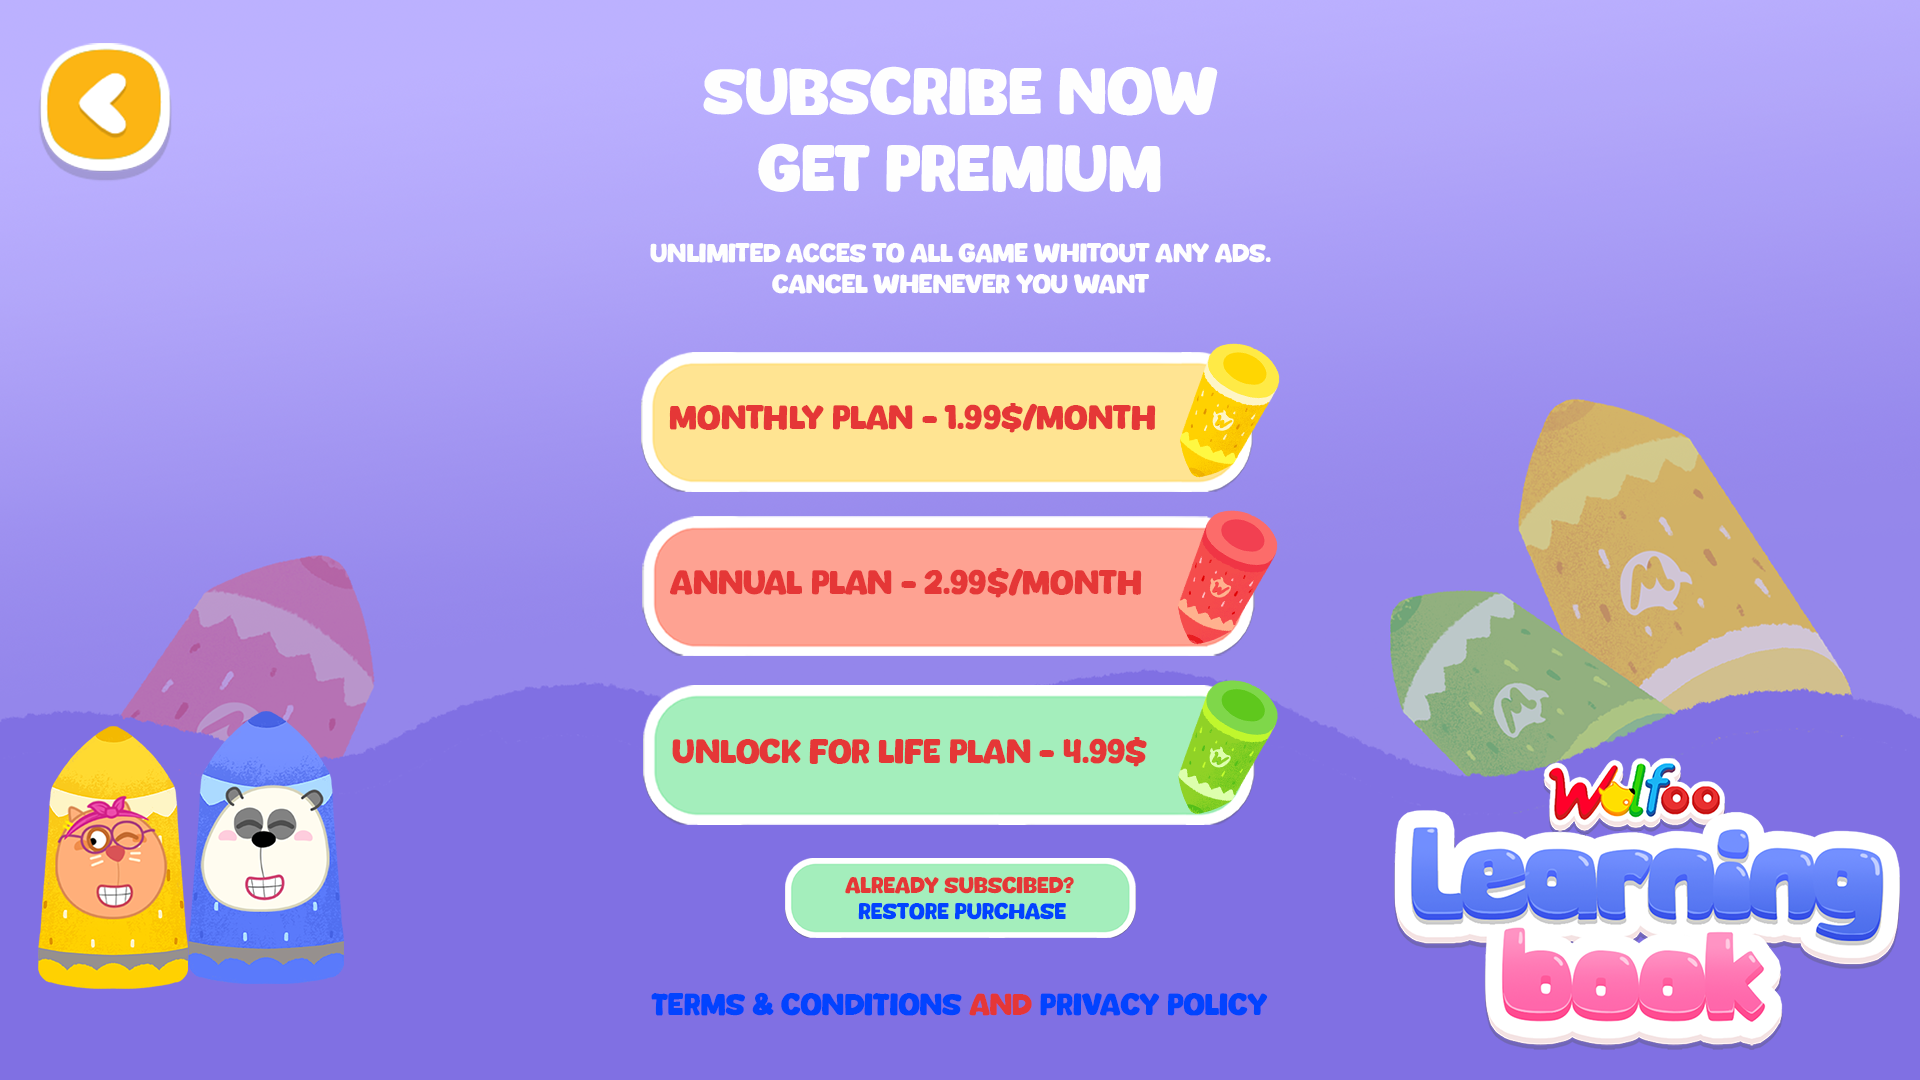 SUBSCRIBE NOW
GET PREMIUM
UNLIMITED ACCES TO ALL GAME WHITOUT ANY ADS.
CANCEL WHENEVER YOU WANT
MONTHLY PLAN - 1.99$/MONTH
ANNUAL PLAN - 2.99$/MONTH
UNLOCK FOR LIFE PLAN - 4.99$
ALREADY SUBSCIBED?
RESTORE PURCHASE
TERMS & CONDITIONS AND PRIVACY POLICY
Wolfoo
Learning
book